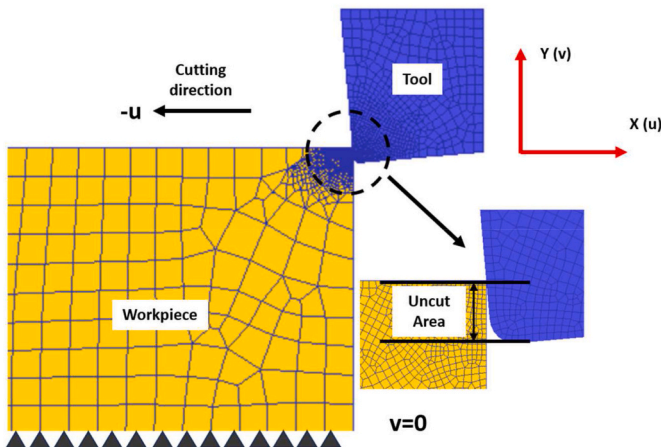 Cutting
direction
-u
Tool
Y (v)
X (u)
Workpiece
Uncut
Area
v=0